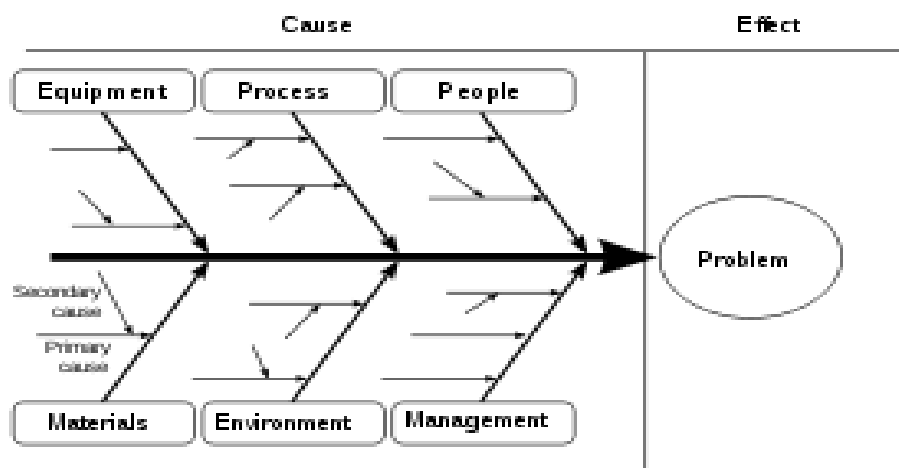 Cause
Effect
Equipment
Process
People
Problem
Secondary
cause
Primary
cause
Materials
Environment
Management